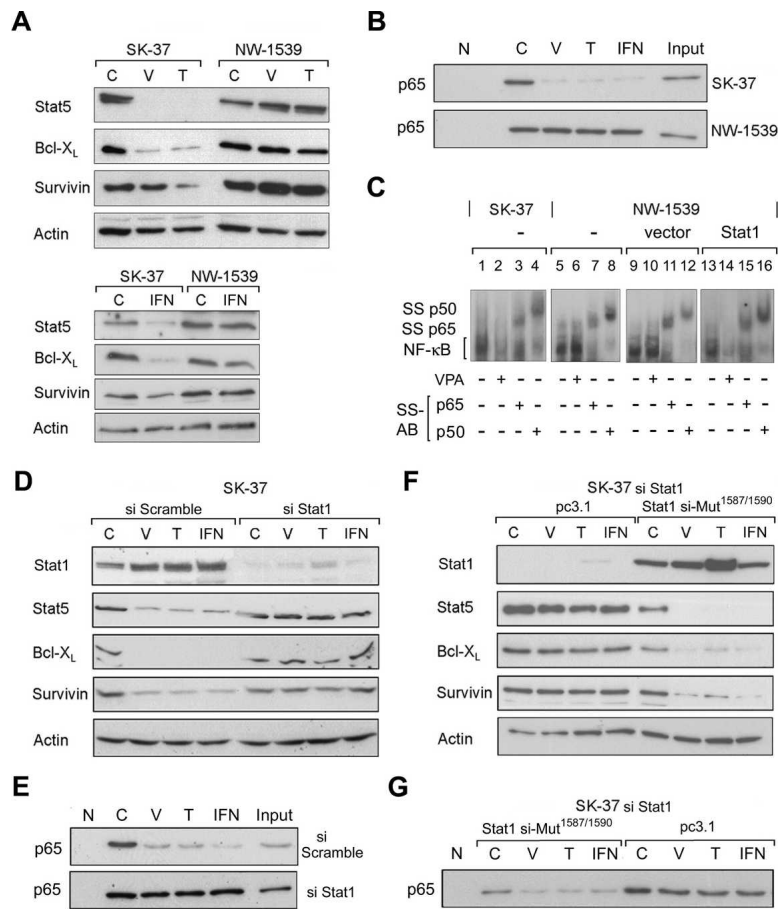 A
SK-37 NW-1539
C V T C V T
Stat5
Bcl-XL
Survivin
Actin
SK-37 NW-1539
C IFN C IFN
Stat5
Bcl-XL
Survivin
Actin
B
N C V T IFN Input
p65 SK-37
p65 NW-1539
C
SK-37 NW-1539
- - vector Stat1
1 2 3 4 5 6 7 8 9 10 11 12 13 14 15 16
SS p50
SS p65
NF-κB
VPA - + - - - + - - - + - - - + - -
SS-AB p65 - - + - - - + - - - + - - - + -
p50 - - - + - - - + - - - + - - - +
D
SK-37
si Scramble si Stat1
C V T IFN C V T IFN
Stat1
Stat5
Bcl-XL
Survivin
Actin
E
N C V T IFN Input
p65 si Scramble
p65 si Stat1
F
SK-37 si Stat1
pc3.1 Stat1 si-Mut1587/1590
C V T IFN C V T IFN
Stat1
Stat5
Bcl-XL
Survivin
Actin
G
SK-37 si Stat1
Stat1 si-Mut1587/1590 pc3.1
N C V T IFN C V T IFN
p65